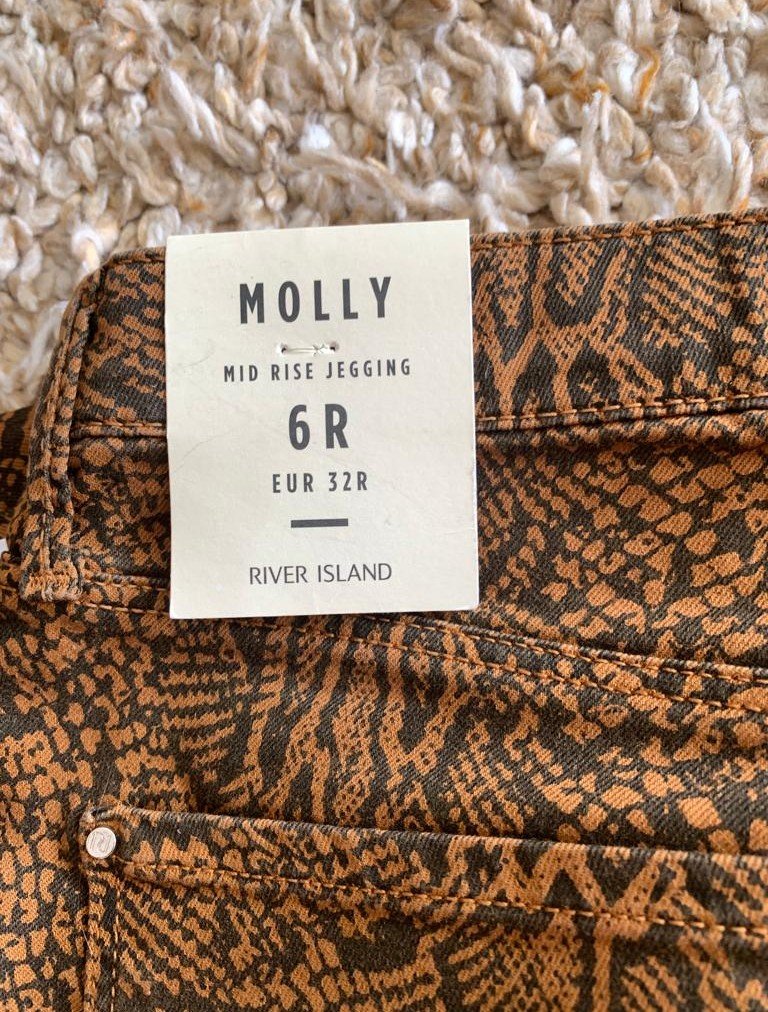 MOLLY
MID RISE JEGGING
6R
EUR 32R
RIVER ISLAND